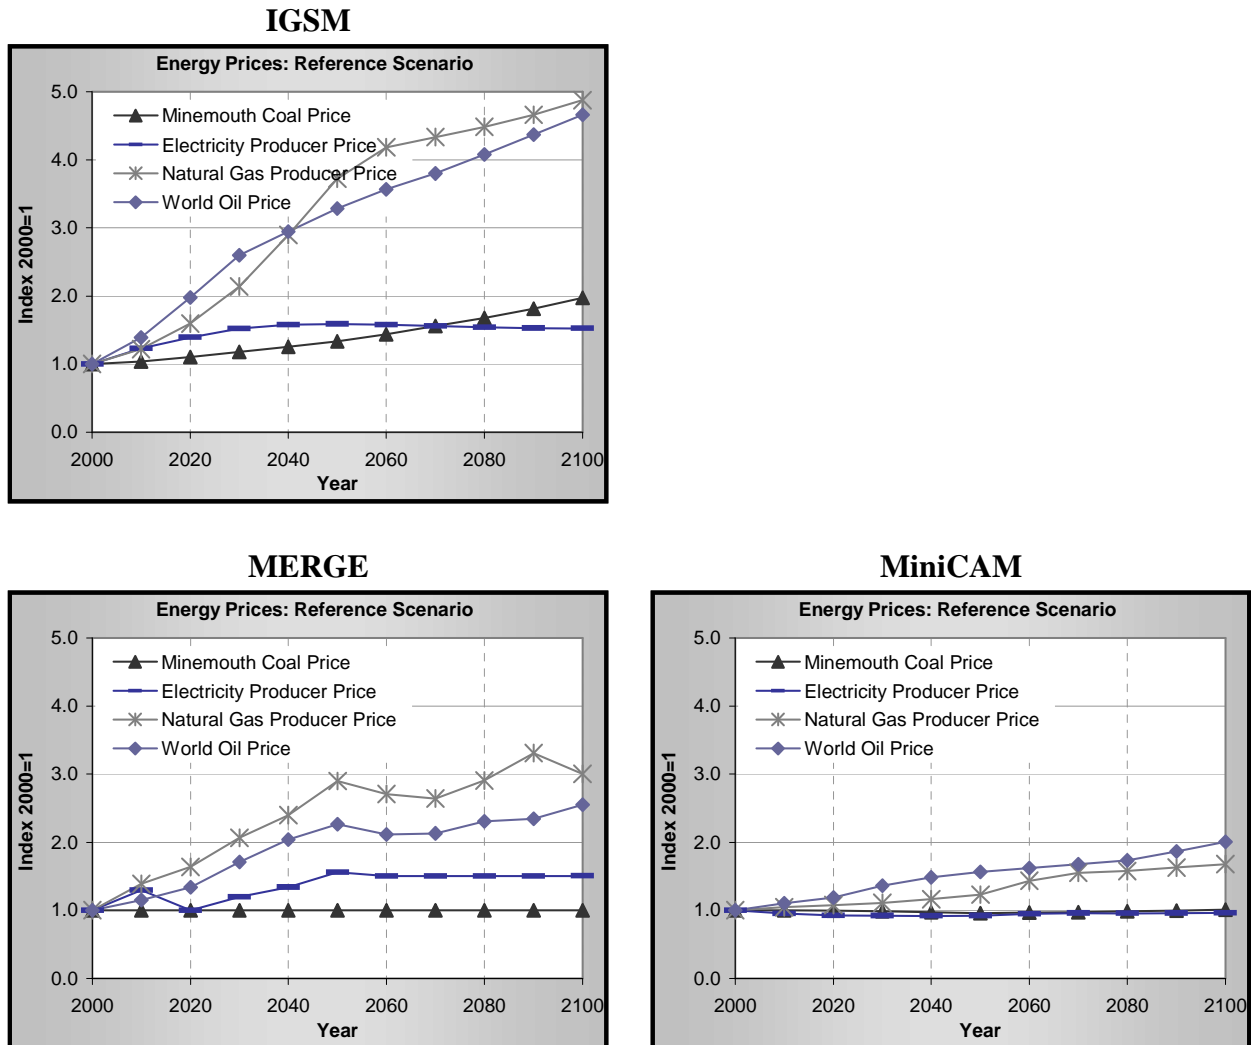 IGSM
Energy Prices: Reference Scenario
5.0
Minemouth Coal Price
Electricity Producer Price
4.0
Natural Gas Producer Price
World Oil Price
3.0
Index 2000=1
2.0
1.0
0.0
2000 2020 2040 2060 2080 2100
Year
MERGE
Energy Prices: Reference Scenario
5.0
Minemouth Coal Price
Electricity Producer Price
4.0
Natural Gas Producer Price
World Oil Price
3.0
Index 2000=1
2.0
1.0
0.0
2000 2020 2040 2060 2080 2100
Year
MiniCAM
Energy Prices: Reference Scenario
5.0
Minemouth Coal Price
Electricity Producer Price
4.0
Natural Gas Producer Price
World Oil Price
3.0
Index 2000=1
2.0
1.0
0.0
2000 2020 2040 2060 2080 2100
Year